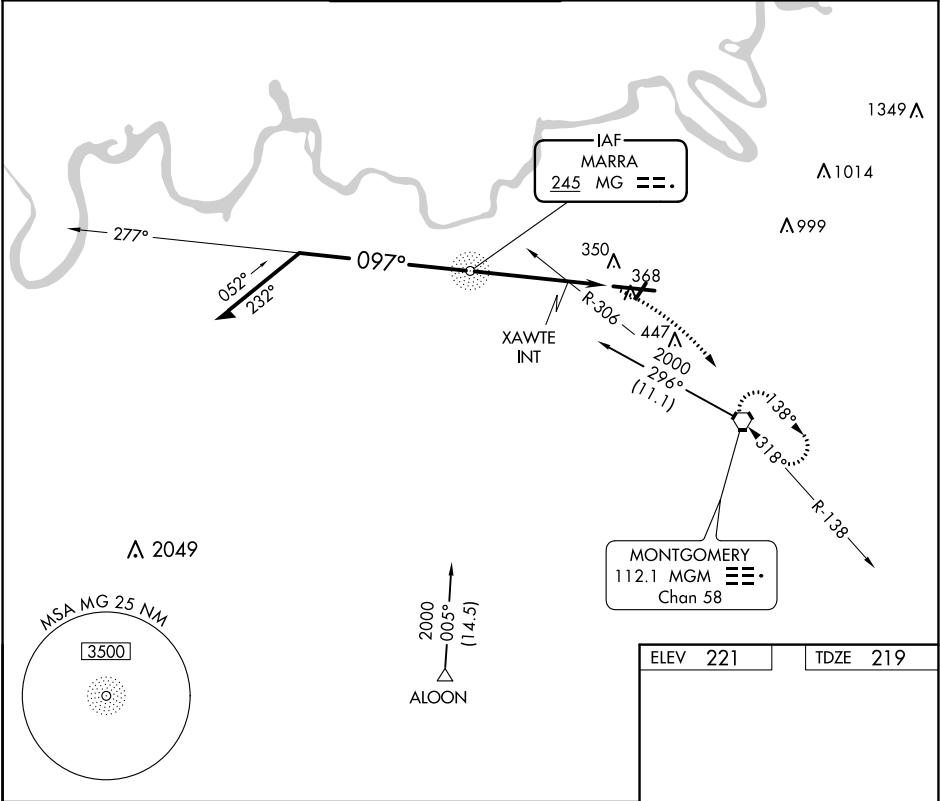 1349
IAF
MARRA
245 MG
1014
999
277°
097°
350
368
052°
232°
R-306
447
XAWTE
INT
2000
296°
(11.1)
138°
318°
R-138
2049
MONTGOMERY
112.1 MGM
Chan 58
MSA MG 25 NM
3500
2000
005°
(14.5)
ALOON
ELEV 221
TDZE 219